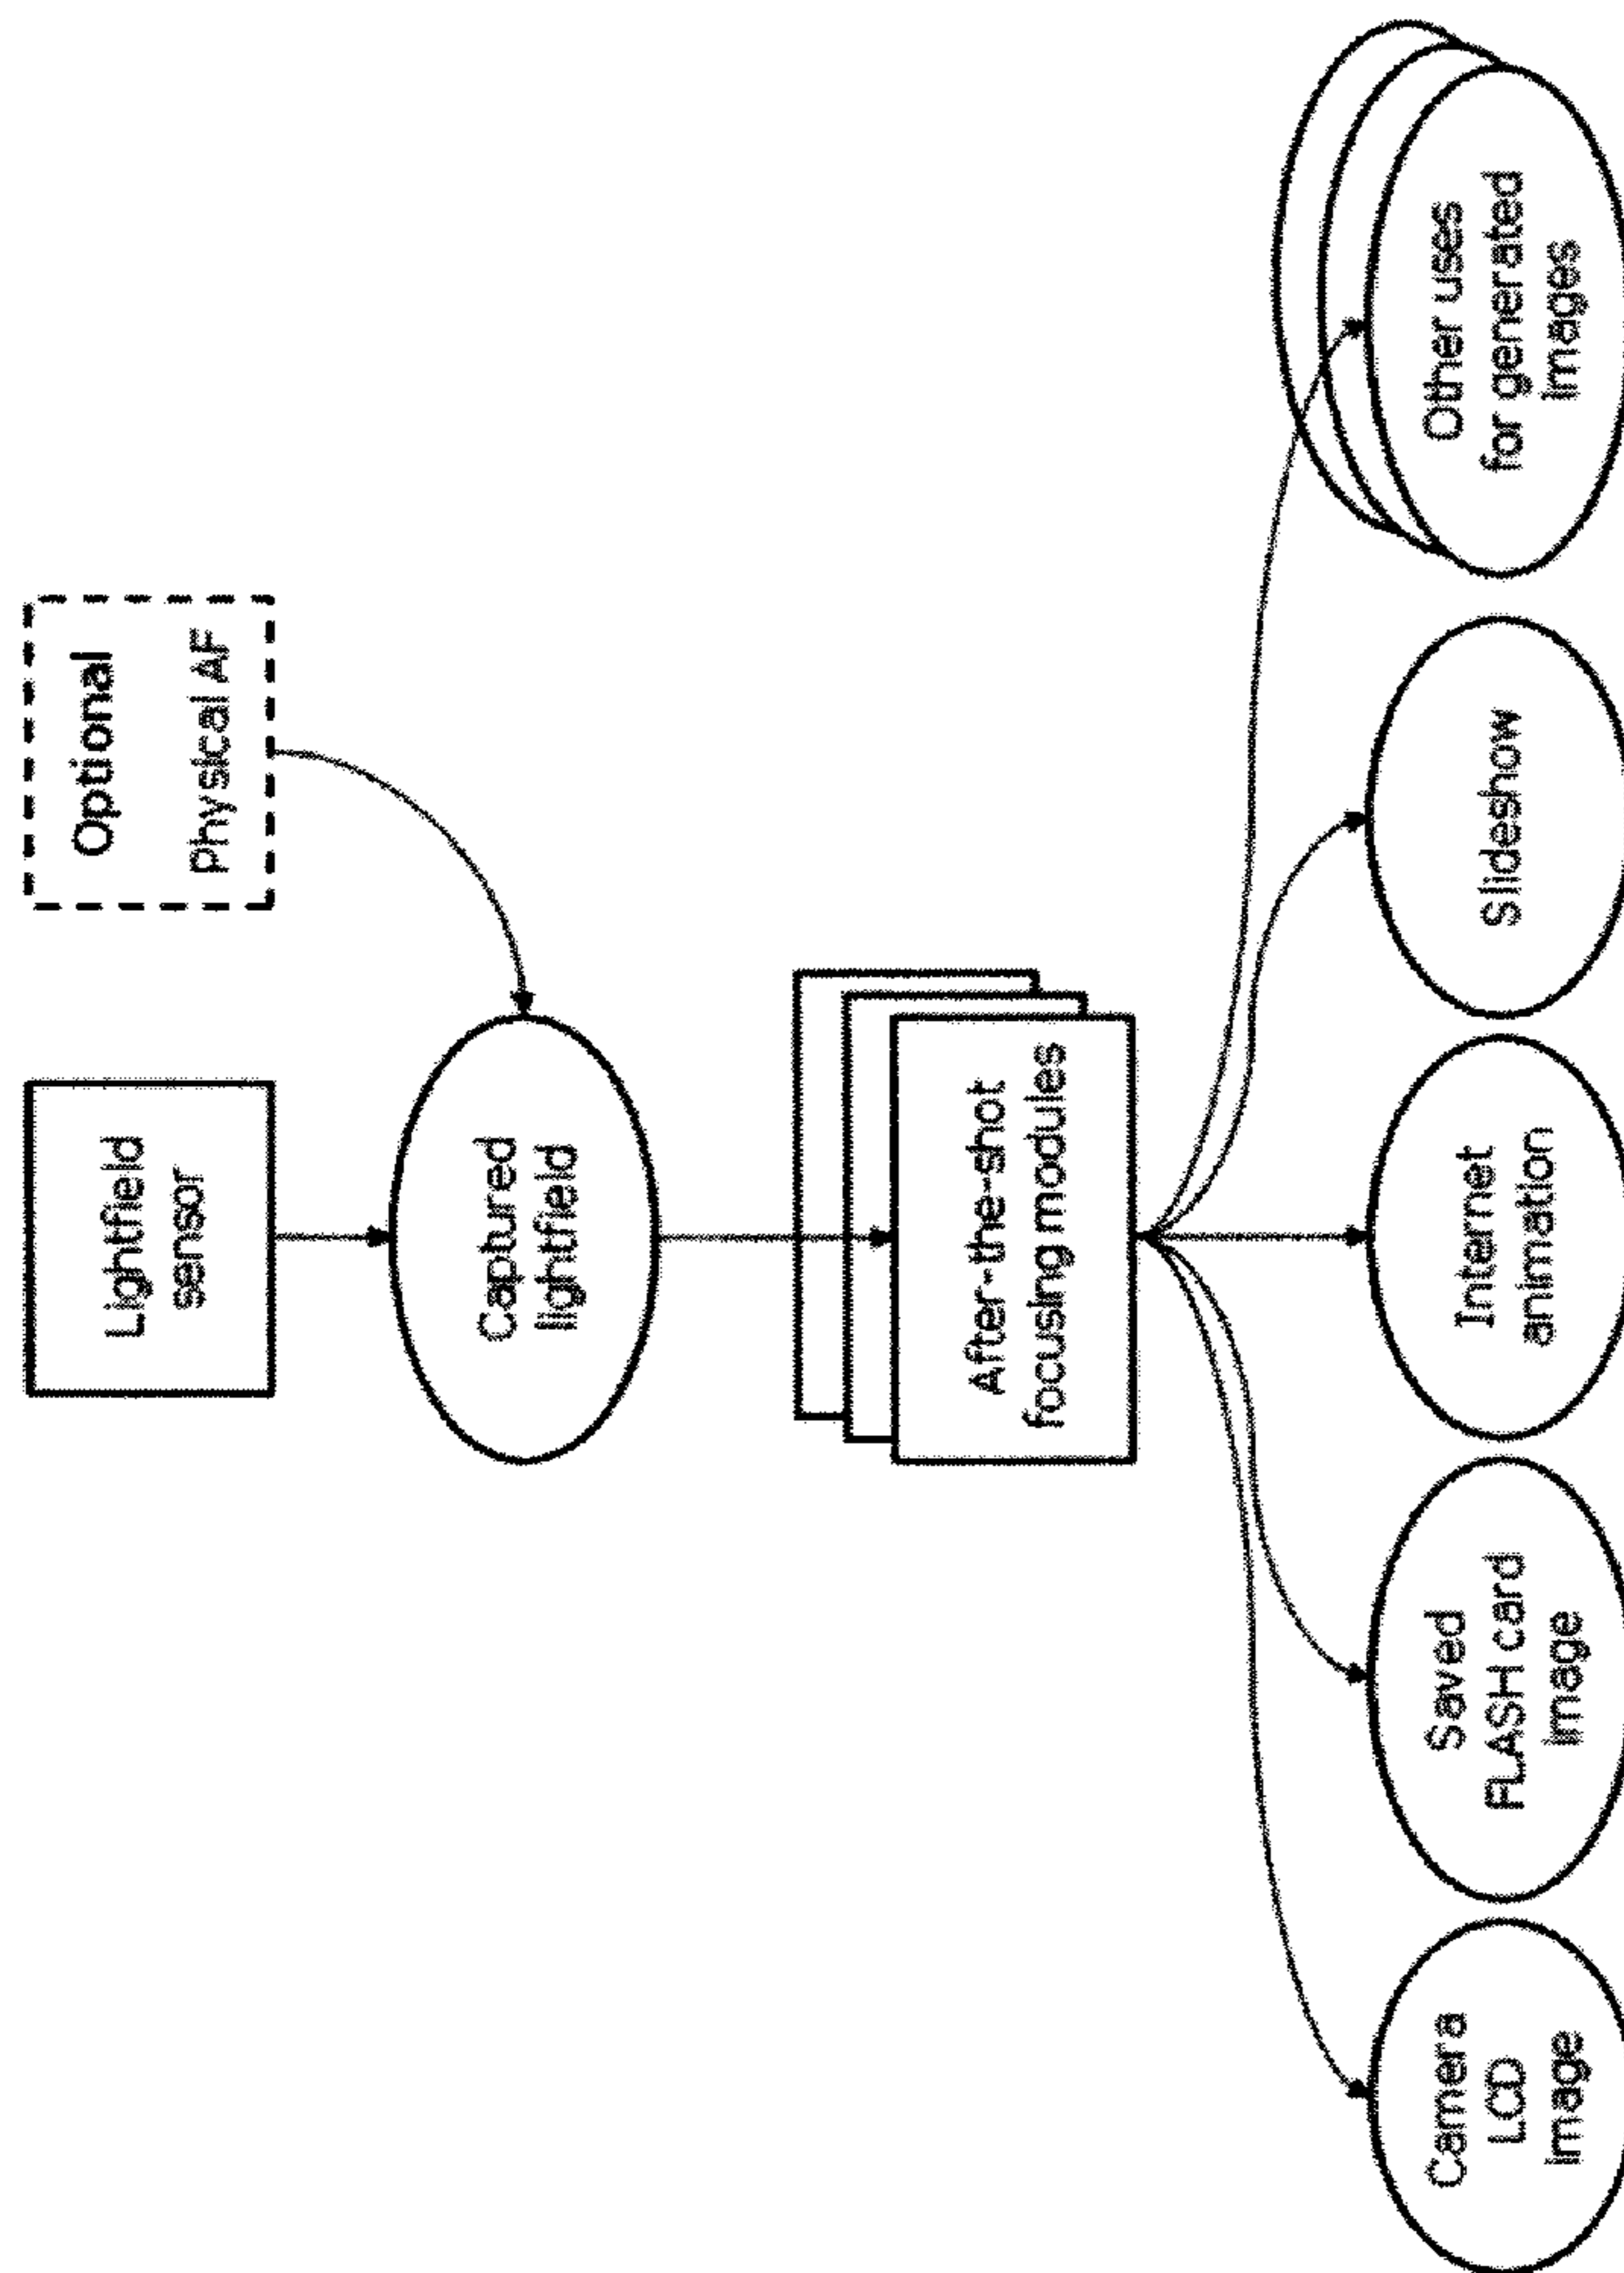 Lightfield
sensor
Optional
Physical AF
Captured
lightfield
After-the-shot
focusing modules
Camera
LCD
image
Saved
FLASH card
image
Internet
animation
Slideshow
Other uses
for generated
images